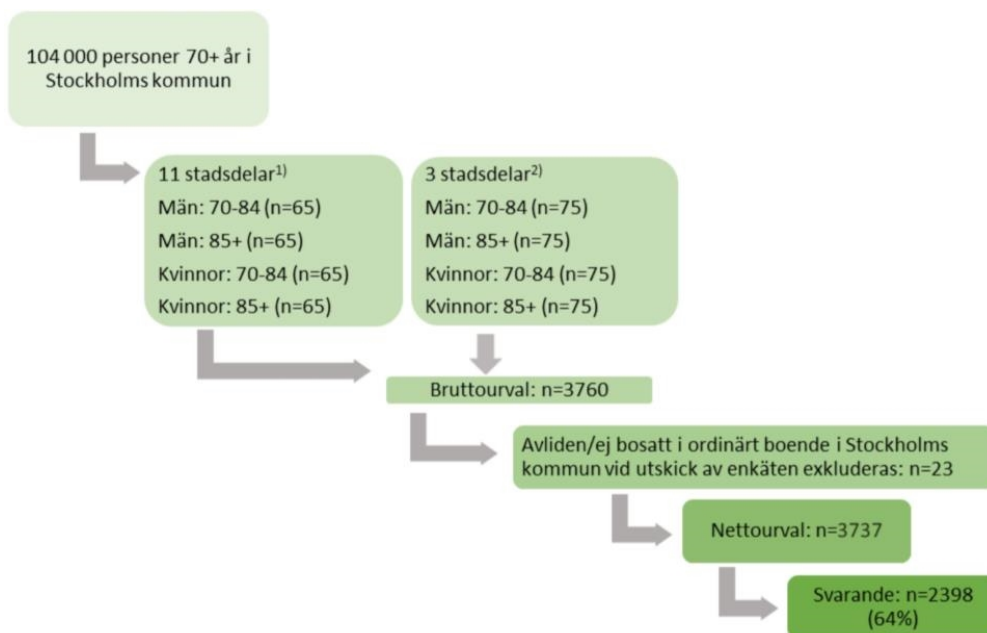 104 000 personer 70+ år i
Stockholms kommun
11 stadsdelar¹⁾
Män: 70-84 (n=65)
Män: 85+ (n=65)
Kvinnor: 70-84 (n=65)
Kvinnor: 85+ (n=65)
3 stadsdelar²⁾
Män: 70-84 (n=75)
Män: 85+ (n=75)
Kvinnor: 70-84 (n=75)
Kvinnor: 85+ (n=75)
Bruttourval: n=3760
Avliden/ej bosatt i ordinärt boende i Stockholms
kommun vid utskick av enkäten exkluderas: n=23
Nettourval: n=3737
Svarande: n=2398
(64%)